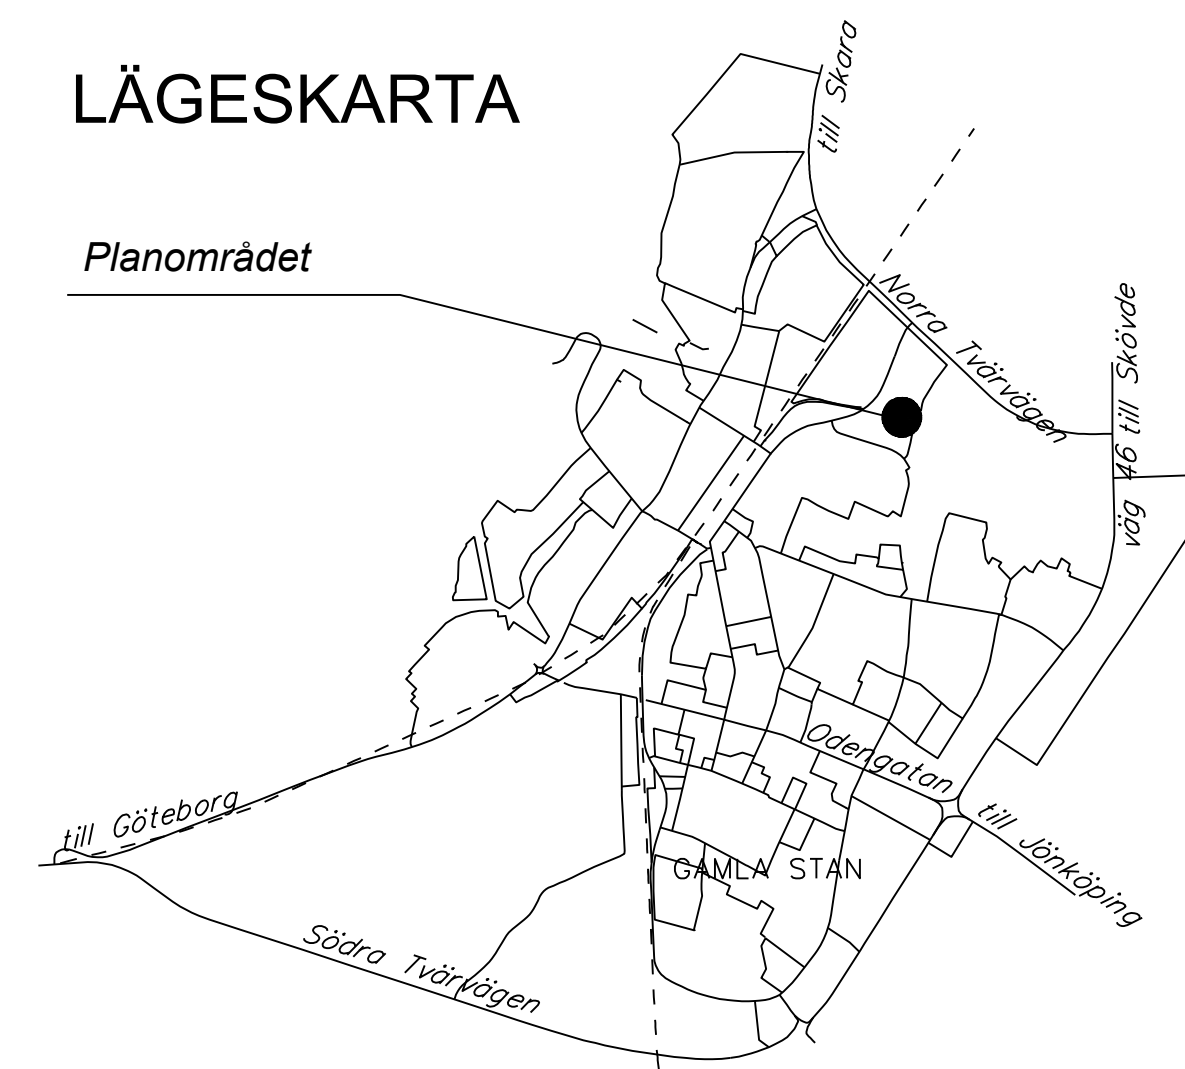 LÄGESKARTA
till Skara
Planområdet
Norra Tvärvägen
väg 46 till Skövde
Odengatan
till Göteborg
till Jönköping
GAMLA STAN
Södra Tvärvägen